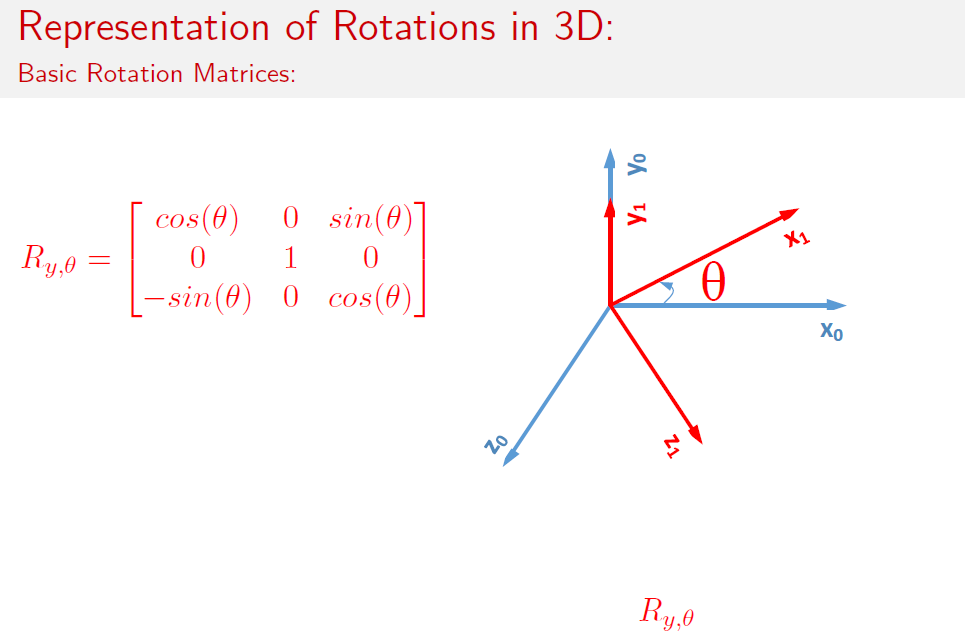 Representation of Rotations in 3D:
Basic Rotation Matrices:
R_{y,θ} =
cos(θ) 0 sin(θ)
0 1 0
−sin(θ) 0 cos(θ)
y₀
y₁
x₁
θ
x₀
z₀
z₁
R_{y,θ}